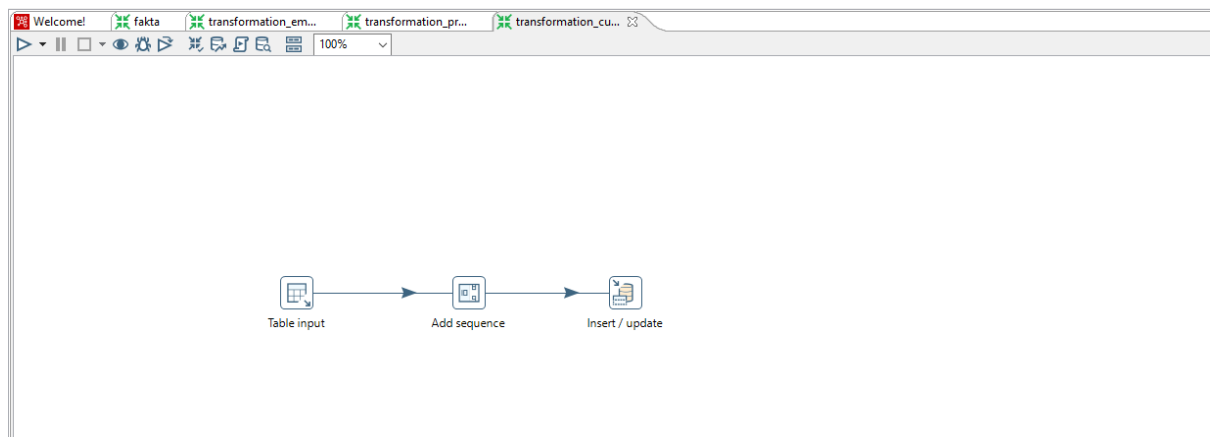 Welcome! fakta transformation_em... transformation_pr... transformation_cu...
100%
Table input Add sequence Insert / update